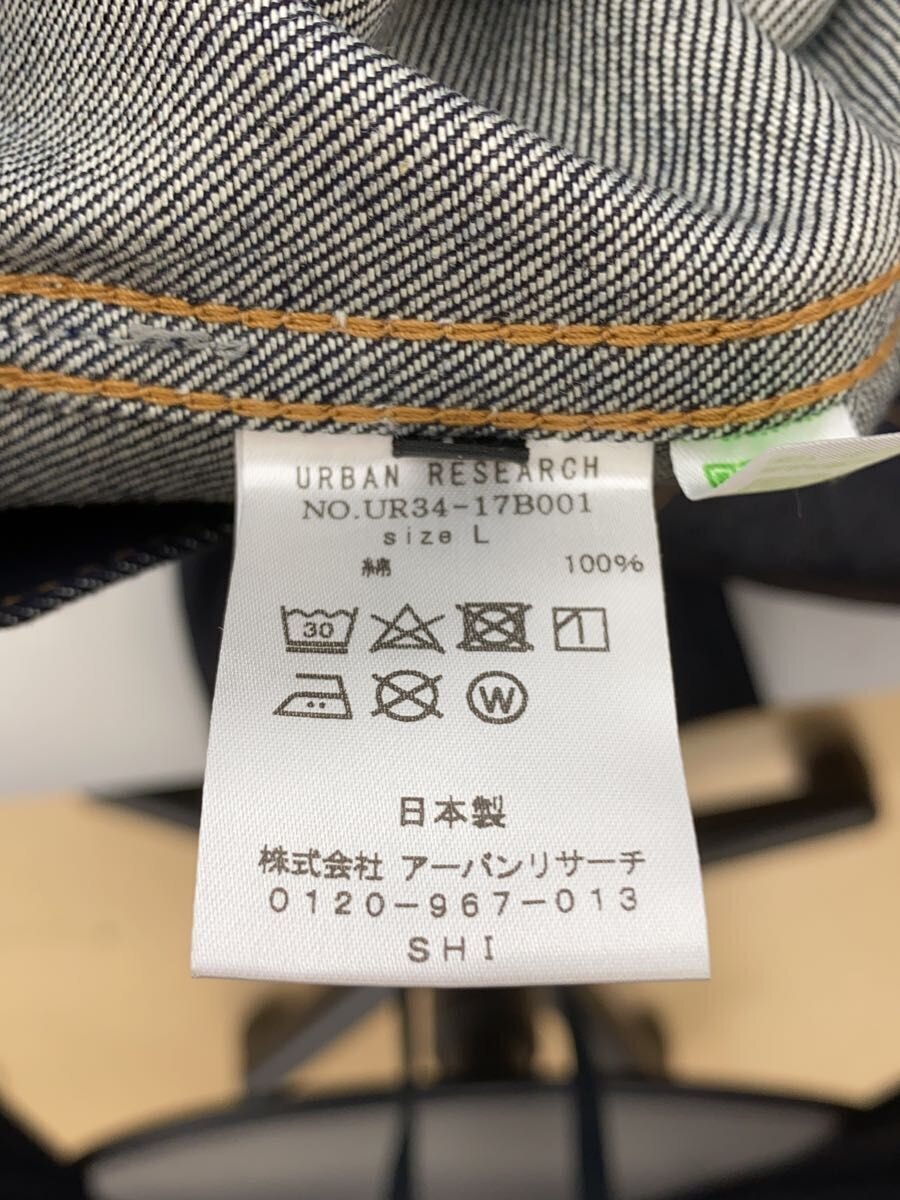 URBAN RESEARCH
NO.UR34-17B001
size L
綿 100%
30
W
日本製
株式会社 アーバンリサーチ
0120-967-013
SHI